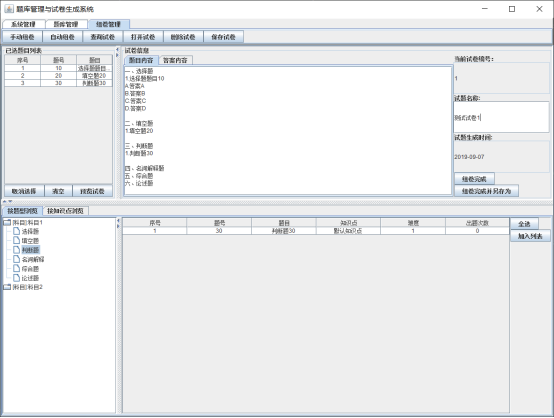 题库管理与试卷生成系统
系统管理 题库管理 组卷管理
手动组卷 自动组卷 查询试卷 打开试卷 删除试卷 保存试卷
已选题目列表
序号 题号 题目
1 10 选择题题目...
2 20 填空题20
3 30 判断题30
取消选择 清空 预览试卷
试卷信息
题目内容 答案内容
一、选择题
1.选择题题目10
A.答案A
B.答案B
C.答案C
D.答案D
二、填空题
1.填空题20
三、判断题
1.判断题30
四、名词解释题
五、综合题
六、论述题
当前试卷编号:
1
试题名称:
测试试卷1
试题生成时间:
2019-09-07
组卷完成
组卷完成并另存为
按题型浏览 按知识点浏览
[科目]科目1
选择题
填空题
判断题
名词解释
综合题
论述题
[科目]科目2
序号 题号 题目 知识点 难度 出题次数
1 30 判断题30 默认知识点 1 0
全选
加入列表